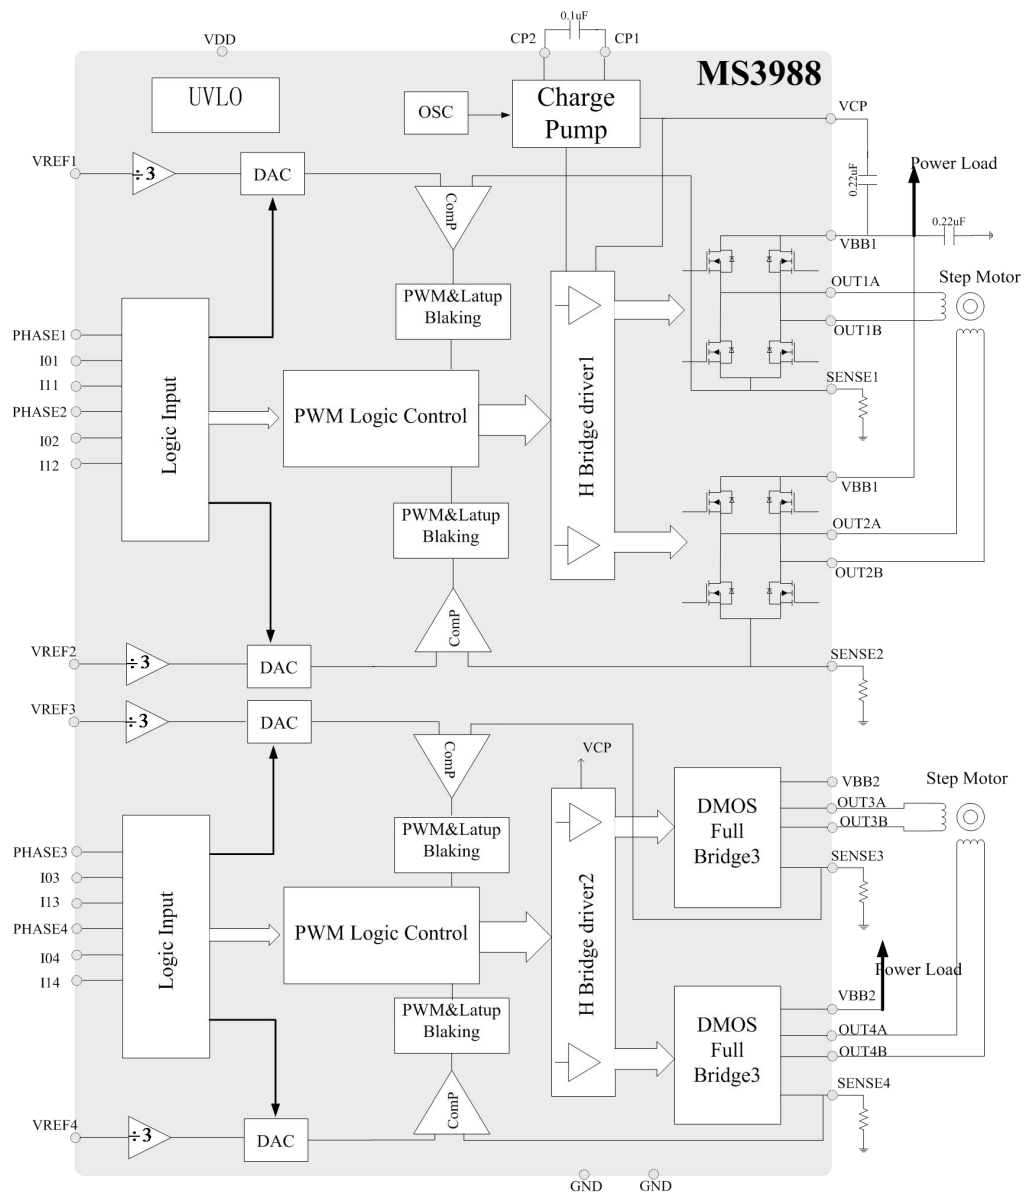 0.1uF
VDD
CP2
CP1
MS3988
UVLO
OSC
Charge
Pump
VCP
VREF1
÷3
DAC
ComP
0.22uF
Power Load
0.22uF
VBB1
PWM&Latup
Blaking
OUT1A
Step Motor
OUT1B
PHASE1
I01
I11
PHASE2
I02
I12
Logic Input
PWM Logic Control
H Bridge driver1
SENSE1
VBB1
PWM&Latup
Blaking
OUT2A
OUT2B
ComP
VREF2
÷3
DAC
SENSE2
VREF3
÷3
DAC
ComP
VCP
VBB2
Step Motor
DMOS
Full
Bridge3
OUT3A
OUT3B
PWM&Latup
Blaking
SENSE3
PHASE3
I03
I13
PHASE4
I04
I14
Logic Input
PWM Logic Control
H Bridge driver2
Power Load
VBB2
PWM&Latup
Blaking
DMOS
Full
Bridge3
OUT4A
OUT4B
SENSE4
ComP
VREF4
÷3
DAC
GND
GND